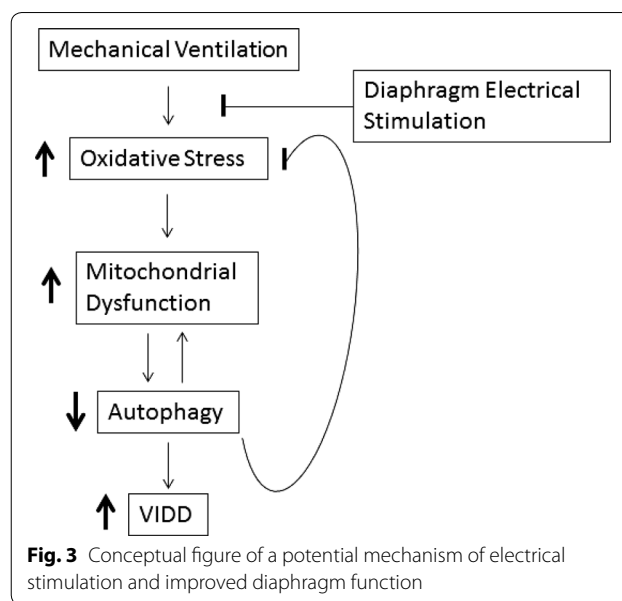 Mechanical Ventilation
Diaphragm Electrical
Stimulation
Oxidative Stress
Mitochondrial
Dysfunction
Autophagy
VIDD
Fig. 3 Conceptual figure of a potential mechanism of electrical
stimulation and improved diaphragm function